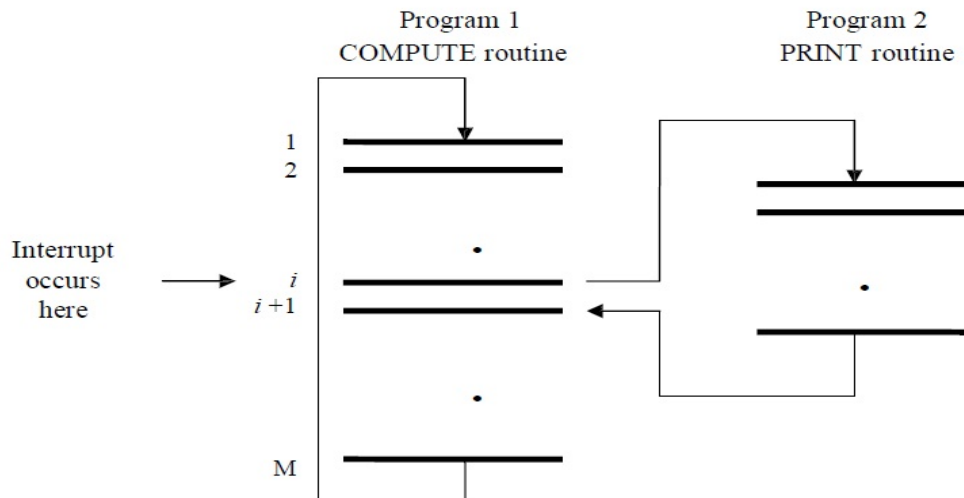 Program 1
COMPUTE routine
Program 2
PRINT routine
1
2
Interrupt
occurs
here
i
i +1
M